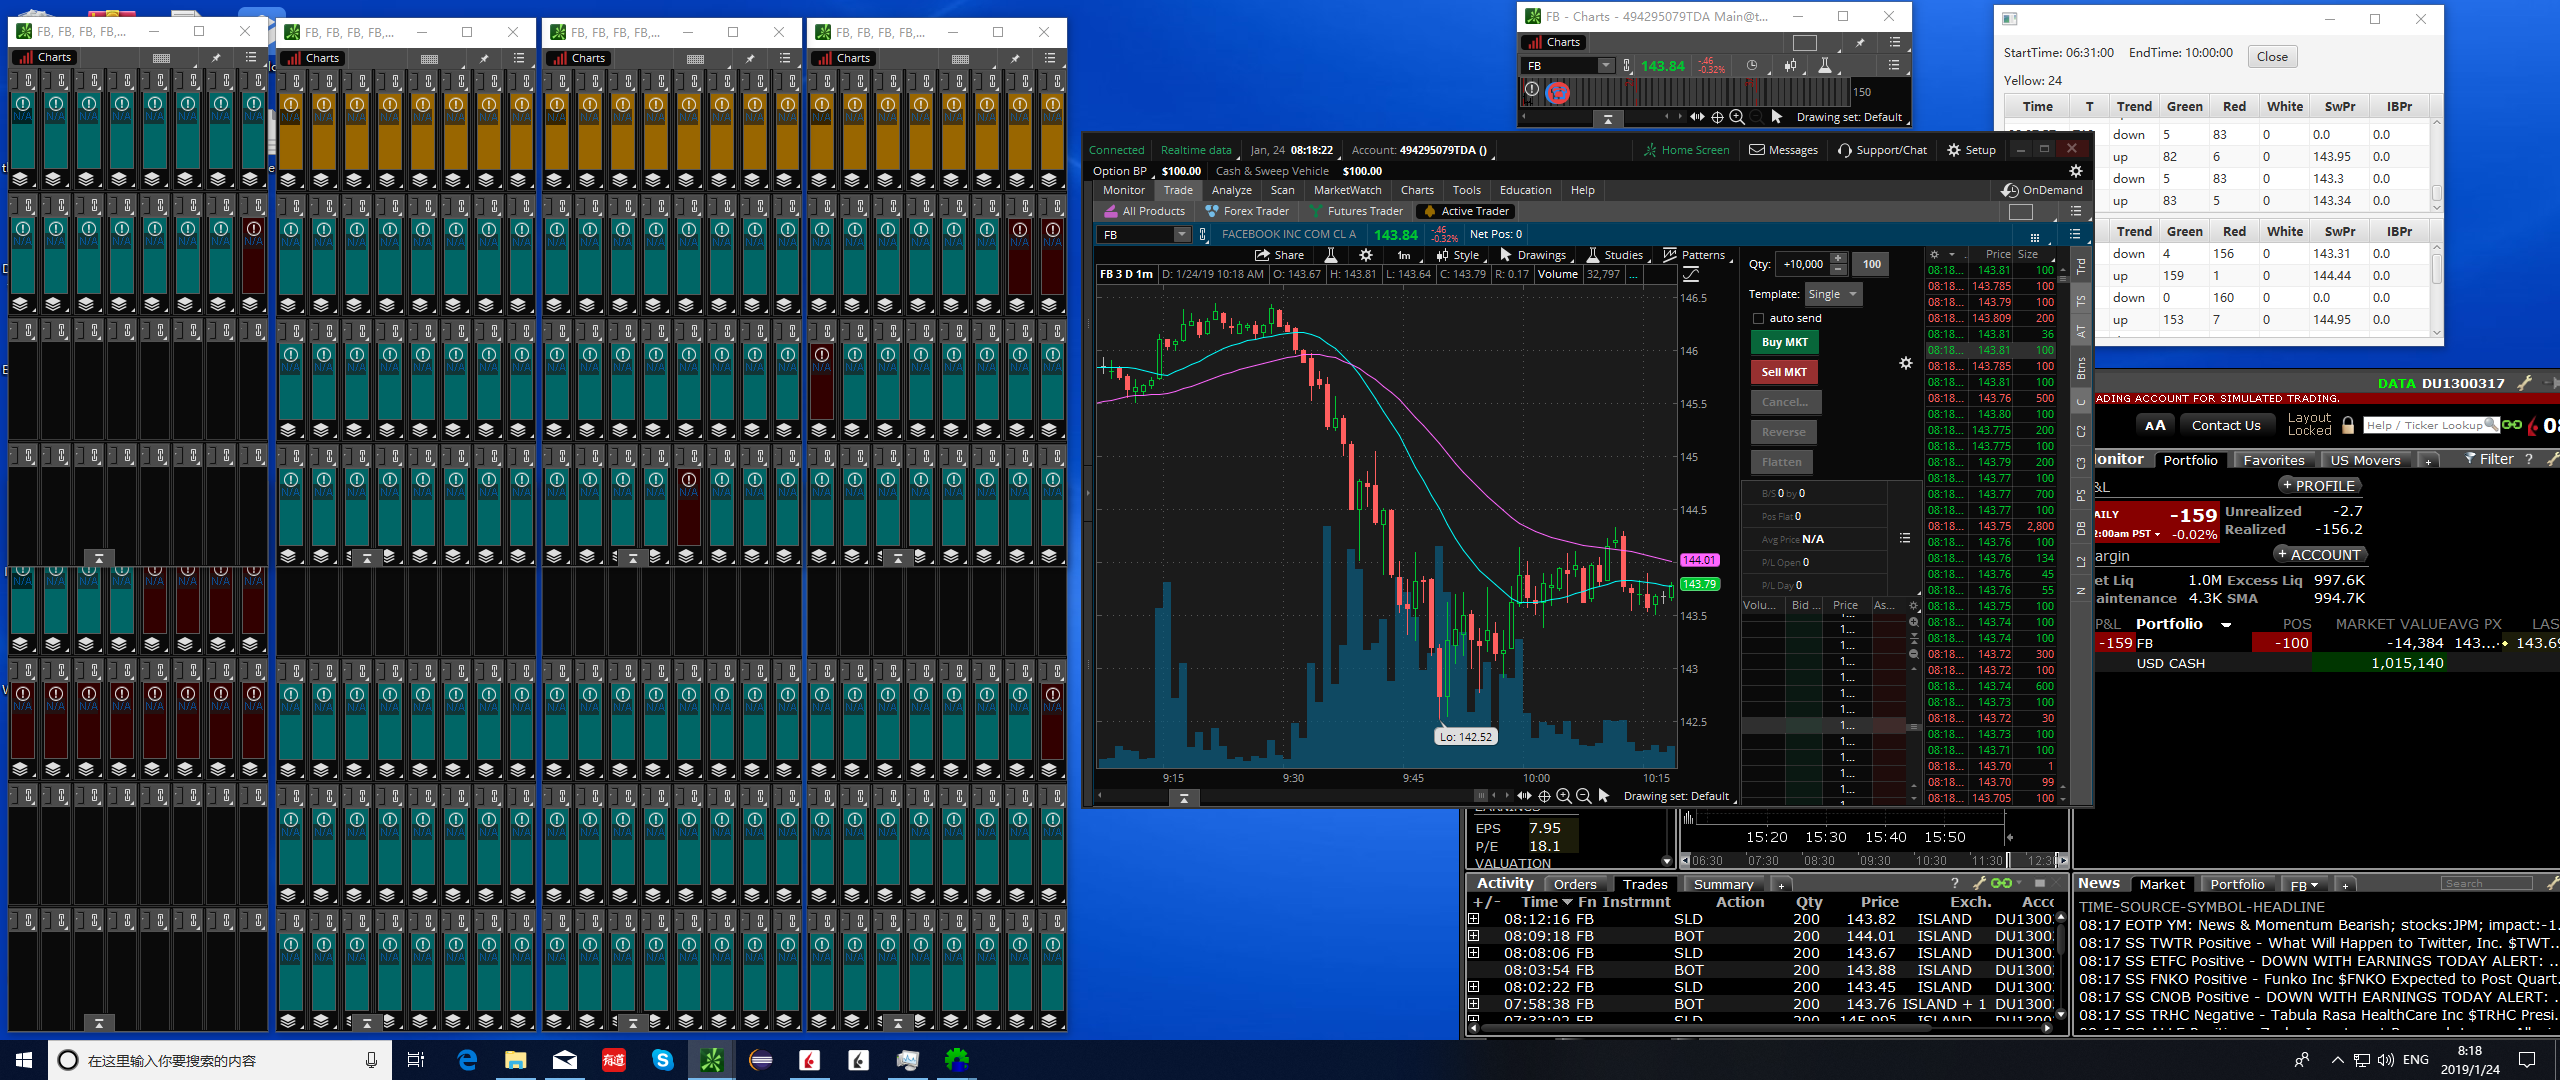 FB, FB, FB, FB,...
Charts
FB, FB, FB, FB,...
Charts
FB, FB, FB, FB,...
Charts
FB, FB, FB, FB,...
Charts
FB - Charts - 494295079TDA Main@t...
Charts
FB 143.84 -.46 -0.32%
150
Drawing set: Default
StartTime: 06:31:00 EndTime: 10:00:00 Close
Yellow: 24
Time T Trend Green Red White SwPr IBPr
down 5 83 0 0.0 0.0
up 82 6 0 143.95 0.0
down 5 83 0 143.3 0.0
up 83 5 0 143.34 0.0
Trend Green Red White SwPr IBPr
down 4 156 0 143.31 0.0
up 159 1 0 144.44 0.0
down 0 160 0 0.0 0.0
up 153 7 0 144.95 0.0
Connected Realtime data Jan, 24 08:18:22 Account: 494295079TDA () Home Screen Messages Support/Chat Setup
Option BP $100.00 Cash & Sweep Vehicle $100.00
Monitor Trade Analyze Scan MarketWatch Charts Tools Education Help OnDemand
All Products Forex Trader Futures Trader Active Trader
FB FACEBOOK INC COM CL A 143.84 -.46 -0.32% Net Pos: 0
Share 1m Style Drawings Studies Patterns
FB 3 D 1m D: 1/24/19 10:18 AM O: 143.67 H: 143.81 L: 143.64 C: 143.79 R: 0.17 Volume 32,797 ...
146.5
146
145.5
145
144.5
144.01
143.79
143.5
143
142.5
Lo: 142.52
9:15 9:30 9:45 10:00 10:15
Drawing set: Default
Qty: +10,000 100
Template: Single
auto send
Buy MKT
Sell MKT
Cancel...
Reverse
Flatten
B/S 0 by 0
Pos Flat 0
Avg Price N/A
P/L Open 0
P/L Day 0
Volu... Bid ... Price As...
Price Size
08:18... 143.81 100
08:18... 143.785 100
08:18... 143.79 100
08:18... 143.809 200
08:18... 143.81 36
08:18... 143.81 100
08:18... 143.785 100
08:18... 143.81 100
08:18... 143.76 500
08:18... 143.80 100
08:18... 143.775 200
08:18... 143.775 100
08:18... 143.79 200
08:18... 143.77 100
08:18... 143.77 700
08:18... 143.77 100
08:18... 143.75 2,800
08:18... 143.76 100
08:18... 143.76 134
08:18... 143.76 45
08:18... 143.76 55
08:18... 143.75 100
08:18... 143.74 100
08:18... 143.74 100
08:18... 143.72 300
08:18... 143.72 100
08:18... 143.74 600
08:18... 143.73 100
08:18... 143.72 30
08:18... 143.73 100
08:18... 143.71 100
08:18... 143.70 1
08:18... 143.70 99
08:18... 143.705 100
Trd
TS
AT
Btns
C
C2
C3
PS
DB
L2
N
DATA DU1300317
ADING ACCOUNT FOR SIMULATED TRADING.
AA Contact Us Layout Locked Help / Ticker Lookup
onitor Portfolio Favorites US Movers + Filter ?
&L + PROFILE
AILY -159 Unrealized -2.7
2:00am PST -0.02% Realized -156.2
argin + ACCOUNT
et Liq 1.0M Excess Liq 997.6K
aintenance 4.3K SMA 994.7K
P&L Portfolio POS MARKET VALUE AVG PX LAS
-159 FB -100 -14,384 143... 143.69
USD CASH 1,015,140
EPS 7.95
P/E 18.1
VALUATION
15:20 15:30 15:40 15:50
06:30 07:30 08:30 09:30 10:30 11:30 12:30
Activity Orders Trades Summary + ?
+/- Time Fn Instrmnt Action Qty Price Exch. Acc
08:12:16 FB SLD 200 143.82 ISLAND DU1300
08:09:18 FB BOT 200 144.01 ISLAND DU1300
08:08:06 FB SLD 200 143.67 ISLAND DU1300
08:03:54 FB BOT 200 143.88 ISLAND DU1300
08:02:22 FB SLD 200 143.45 ISLAND DU1300
07:58:38 FB BOT 200 143.76 ISLAND + 1 DU1300
News Market Portfolio FB + Search
TIME-SOURCE-SYMBOL-HEADLINE
08:17 EOTP YM: News & Momentum Bearish; stocks:JPM; impact:-1.
08:17 SS TWTR Positive - What Will Happen to Twitter, Inc. $TWT...
08:17 SS ETFC Positive - DOWN WITH EARNINGS TODAY ALERT: ...
08:17 SS FNKO Positive - Funko Inc $FNKO Expected to Post Quart...
08:17 SS CNOB Positive - DOWN WITH EARNINGS TODAY ALERT: ...
08:17 SS TRHC Negative - Tabula Rasa HealthCare Inc $TRHC Presi...
在这里输入你要搜索的内容
有道
ENG
8:18
2019/1/24